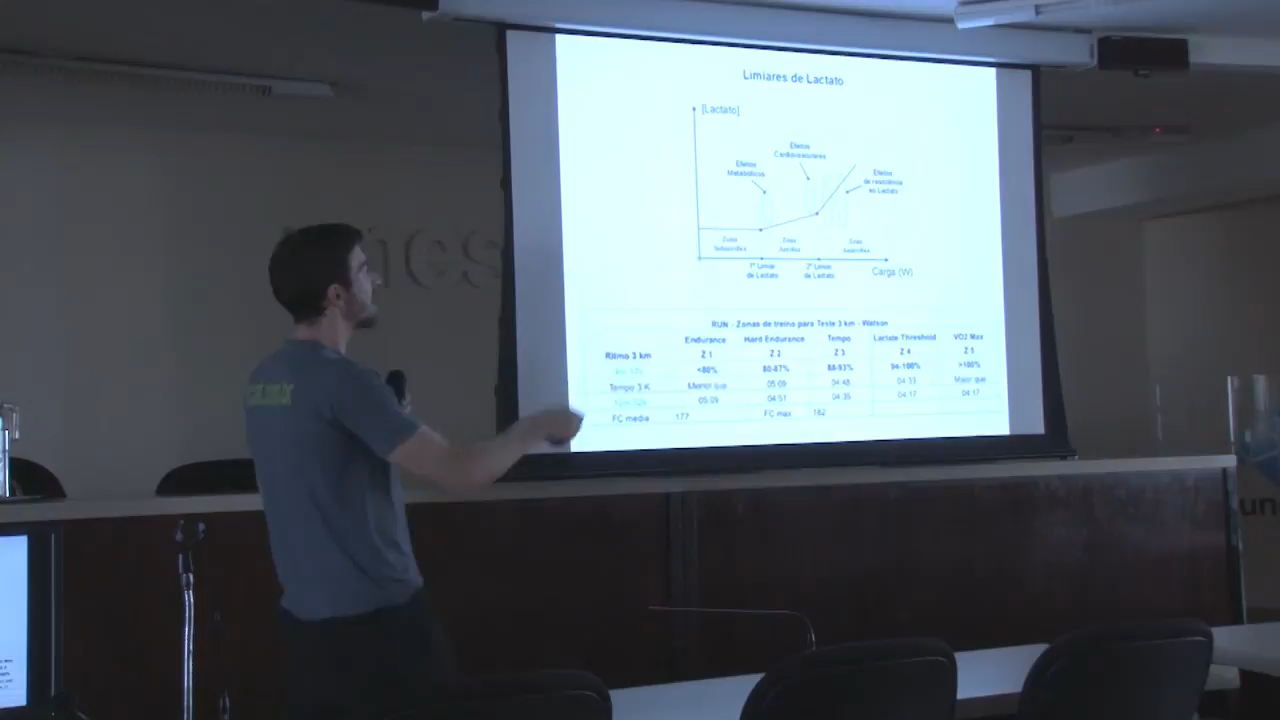 Limiares de Lactato
[Lactato]
Efeitos
Cardiovasculares
Efeitos
Metabólicos
Efeitos
de resistência
ao Lactato
Zona
Zona
Zona
1º Limiar
de Lactato
2º Limiar
de Lactato
Carga (W)
RUN - Zonas de treino para Teste 3 km - Watson
Endurance Hard Endurance Tempo Lactate Threshold VO2 Max
Ritmo 3 km Z 1 Z 2 Z 3 Z 4 Z 5
<80% 80-87% 88-93% 94-100% >100%
Tempo 3 K Menor que 05:09 04:48 04:33 Maior que
05:09 04:51 04:35 04:17 04:17
FC media 177 FC max 182
nes
un